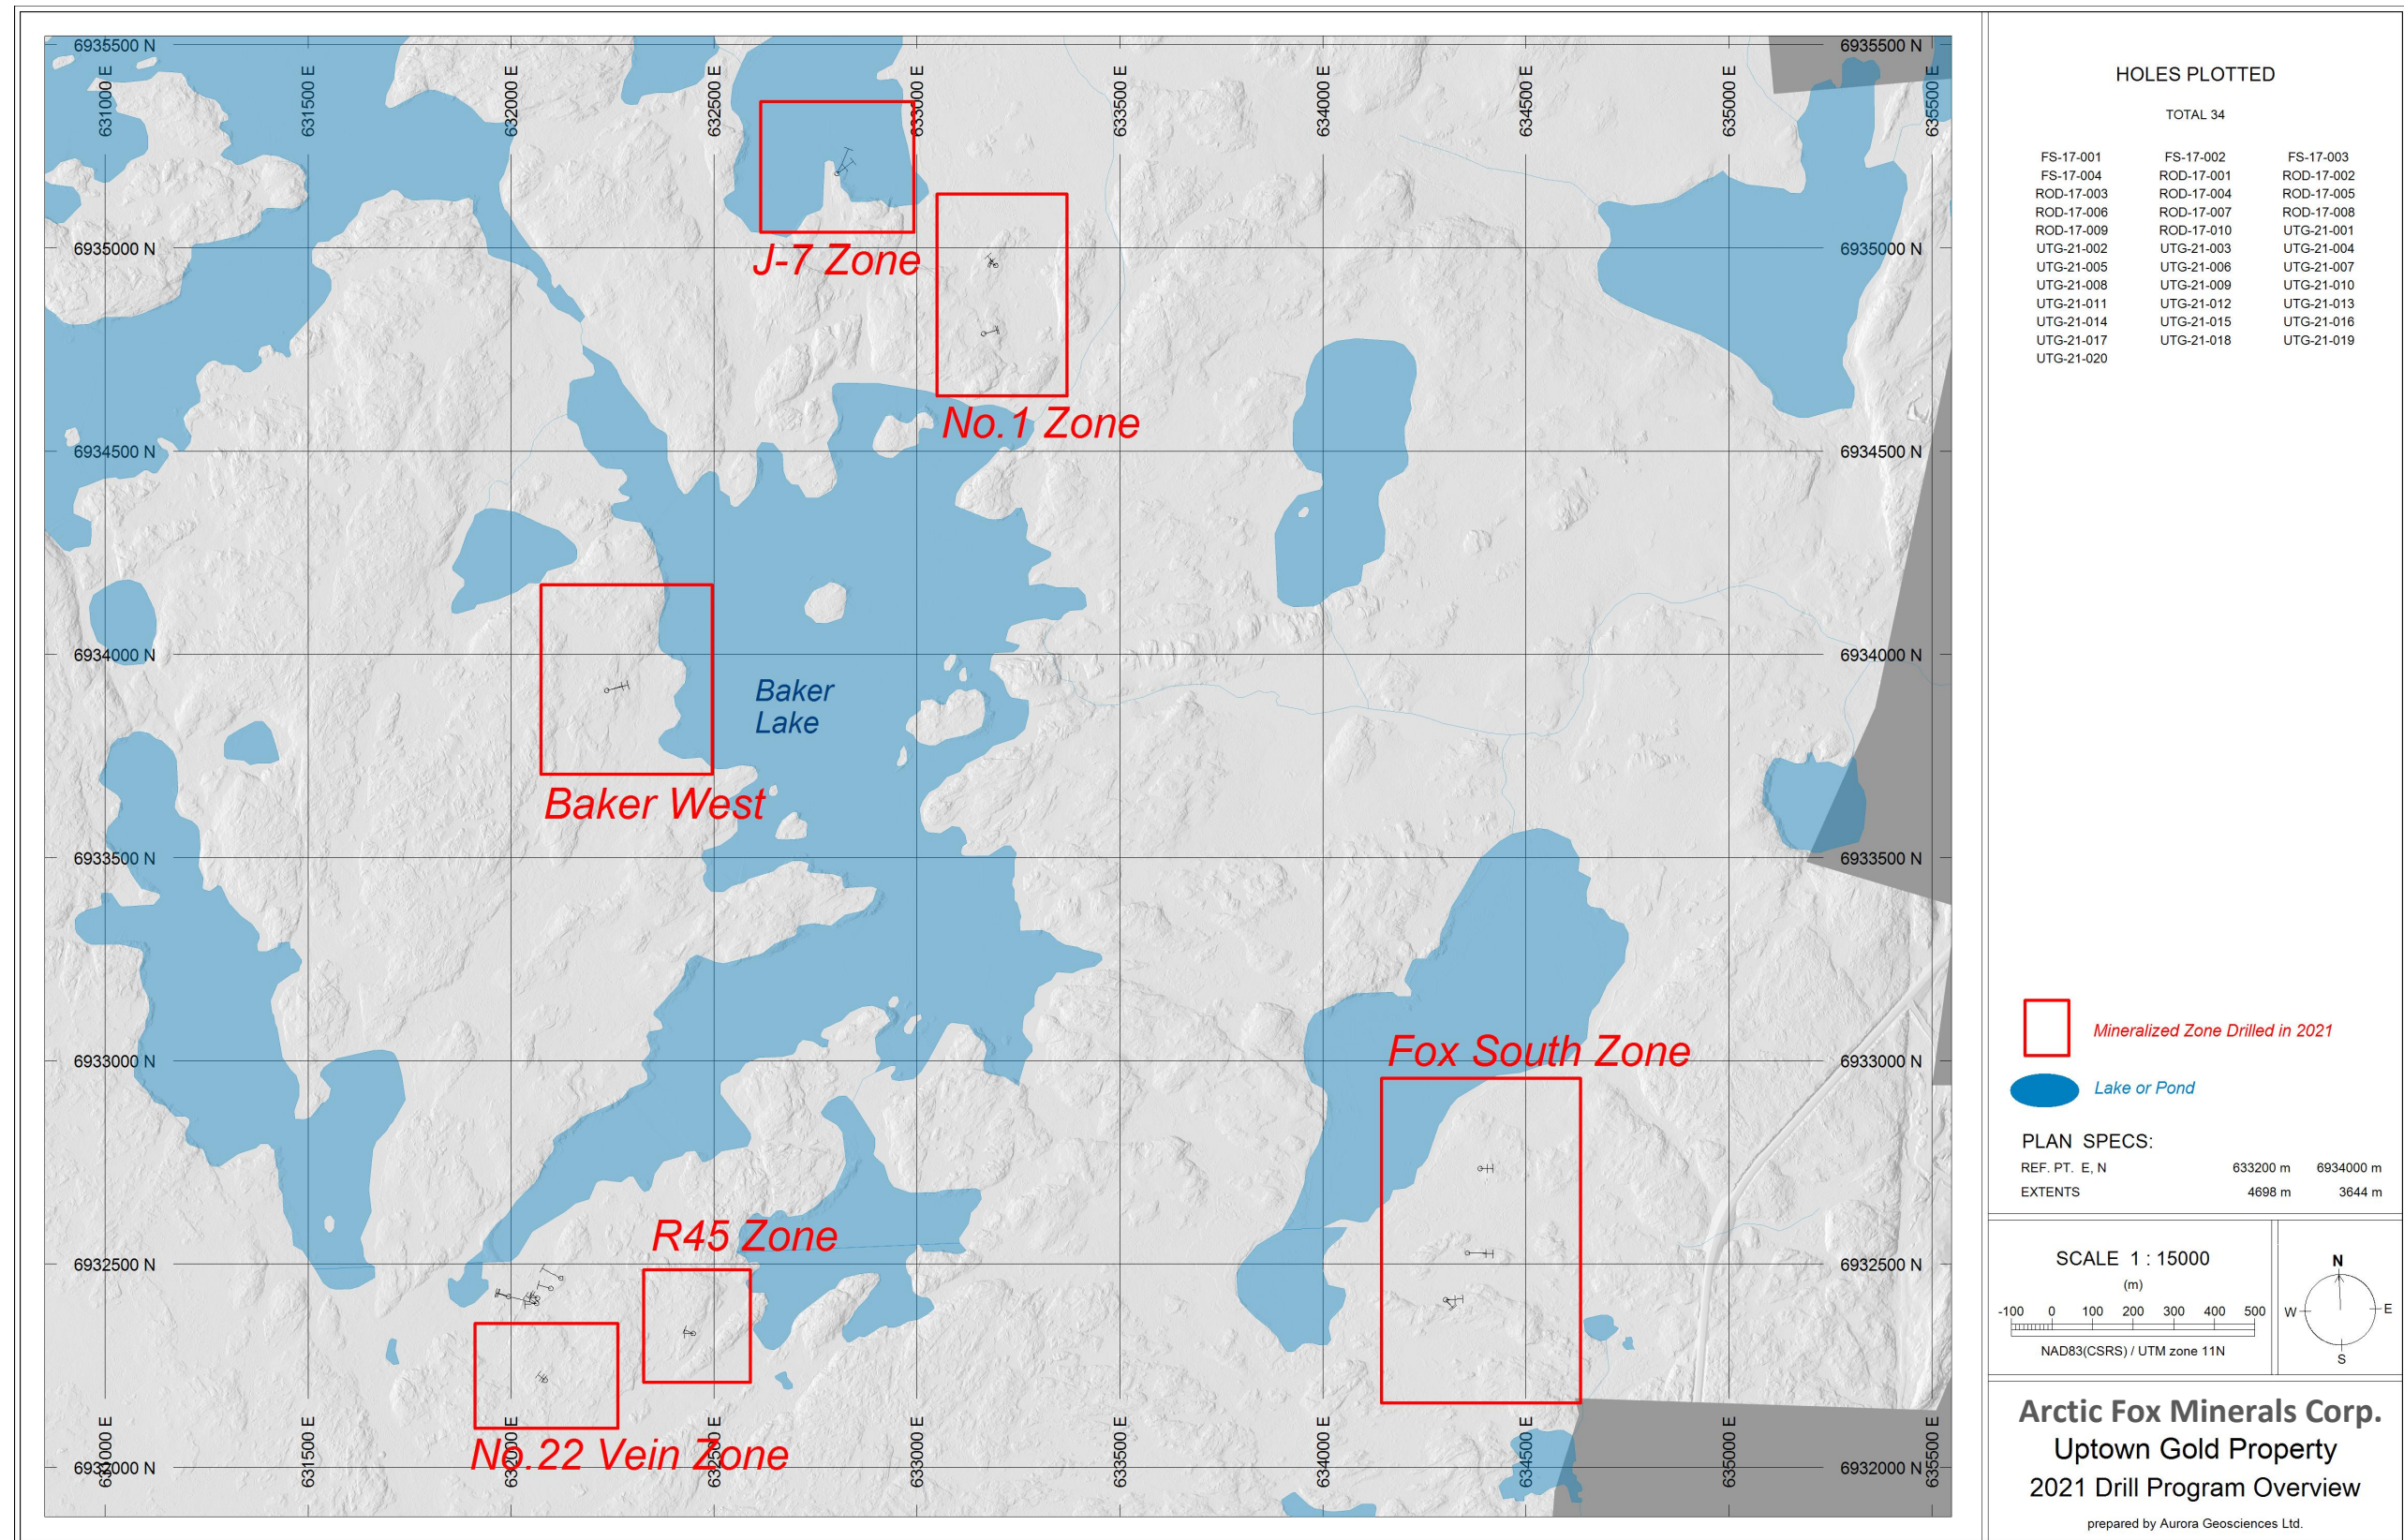 6935500 N
6935500 N
631000 E
631500 E
632000 E
632500 E
633000 E
633500 E
634000 E
634500 E
635000 E
635500 E
J-7 Zone
6935000 N
6935000 N
No.1 Zone
6934500 N
6934500 N
6934000 N
6934000 N
Baker
Lake
Baker West
6933500 N
6933500 N
Fox South Zone
6933000 N
6933000 N
R45 Zone
6932500 N
6932500 N
No.22 Vein Zone
6932000 N
6932000 N
631000 E
631500 E
632000 E
632500 E
633000 E
633500 E
634000 E
634500 E
635000 E
635500 E
HOLES PLOTTED
TOTAL 34
FS-17-001 FS-17-002 FS-17-003
FS-17-004 ROD-17-001 ROD-17-002
ROD-17-003 ROD-17-004 ROD-17-005
ROD-17-006 ROD-17-007 ROD-17-008
ROD-17-009 ROD-17-010 UTG-21-001
UTG-21-002 UTG-21-003 UTG-21-004
UTG-21-005 UTG-21-006 UTG-21-007
UTG-21-008 UTG-21-009 UTG-21-010
UTG-21-011 UTG-21-012 UTG-21-013
UTG-21-014 UTG-21-015 UTG-21-016
UTG-21-017 UTG-21-018 UTG-21-019
UTG-21-020
Mineralized Zone Drilled in 2021
Lake or Pond
PLAN SPECS:
REF. PT. E, N 633200 m 6934000 m
EXTENTS 4698 m 3644 m
SCALE 1 : 15000
(m)
-100 0 100 200 300 400 500
NAD83(CSRS) / UTM zone 11N
N
W E
S
Arctic Fox Minerals Corp.
Uptown Gold Property
2021 Drill Program Overview
prepared by Aurora Geosciences Ltd.